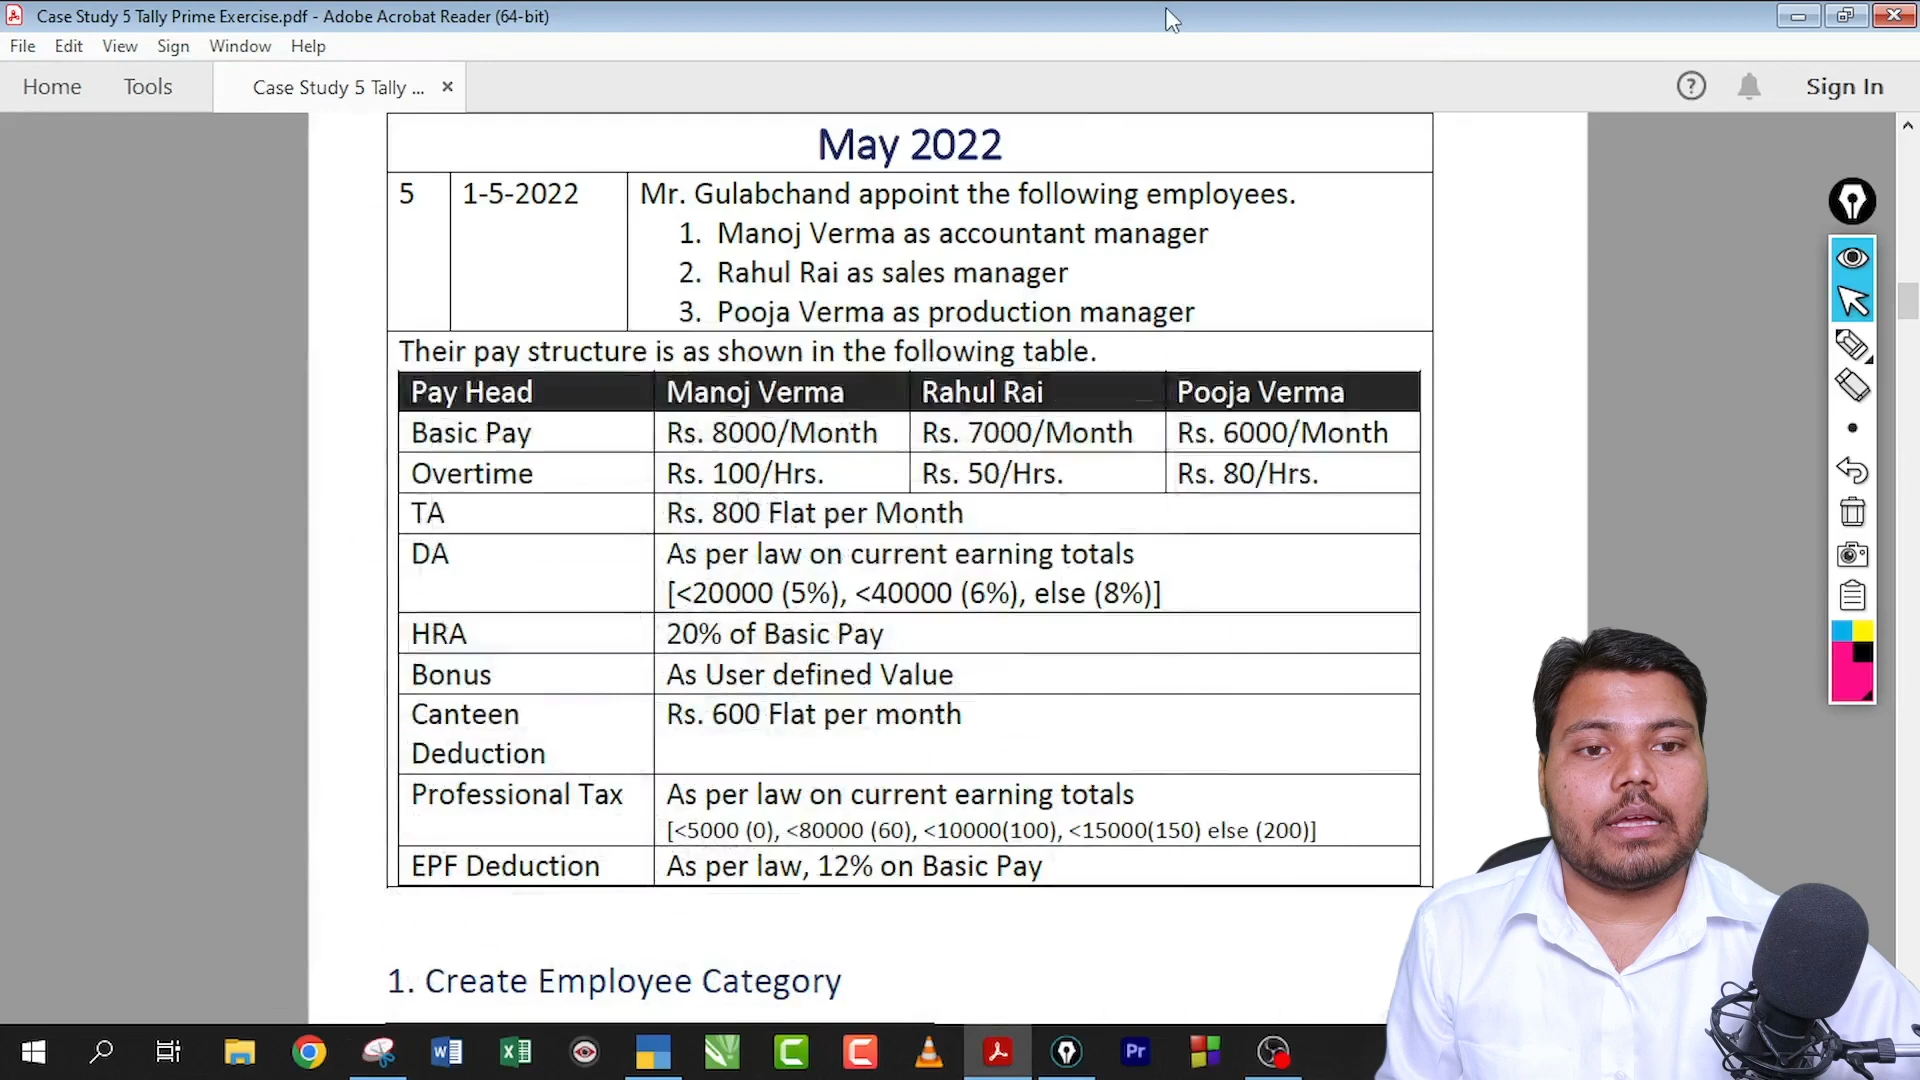 Case Study 5 Tally Prime Exercise.pdf - Adobe Acrobat Reader (64-bit)
File Edit View Sign Window Help
Home Tools Case Study 5 Tally ... × Sign In
May 2022
5 1-5-2022 Mr. Gulabchand appoint the following employees.
1. Manoj Verma as accountant manager
2. Rahul Rai as sales manager
3. Pooja Verma as production manager
Their pay structure is as shown in the following table.
Pay Head Manoj Verma Rahul Rai Pooja Verma
Basic Pay Rs. 8000/Month Rs. 7000/Month Rs. 6000/Month
Overtime Rs. 100/Hrs. Rs. 50/Hrs. Rs. 80/Hrs.
TA Rs. 800 Flat per Month
DA As per law on current earning totals
[<20000 (5%), <40000 (6%), else (8%)]
HRA 20% of Basic Pay
Bonus As User defined Value
Canteen Rs. 600 Flat per month
Deduction
Professional Tax As per law on current earning totals
[<5000 (0), <80000 (60), <10000(100), <15000(150) else (200)]
EPF Deduction As per law, 12% on Basic Pay
1. Create Employee Category
Pr